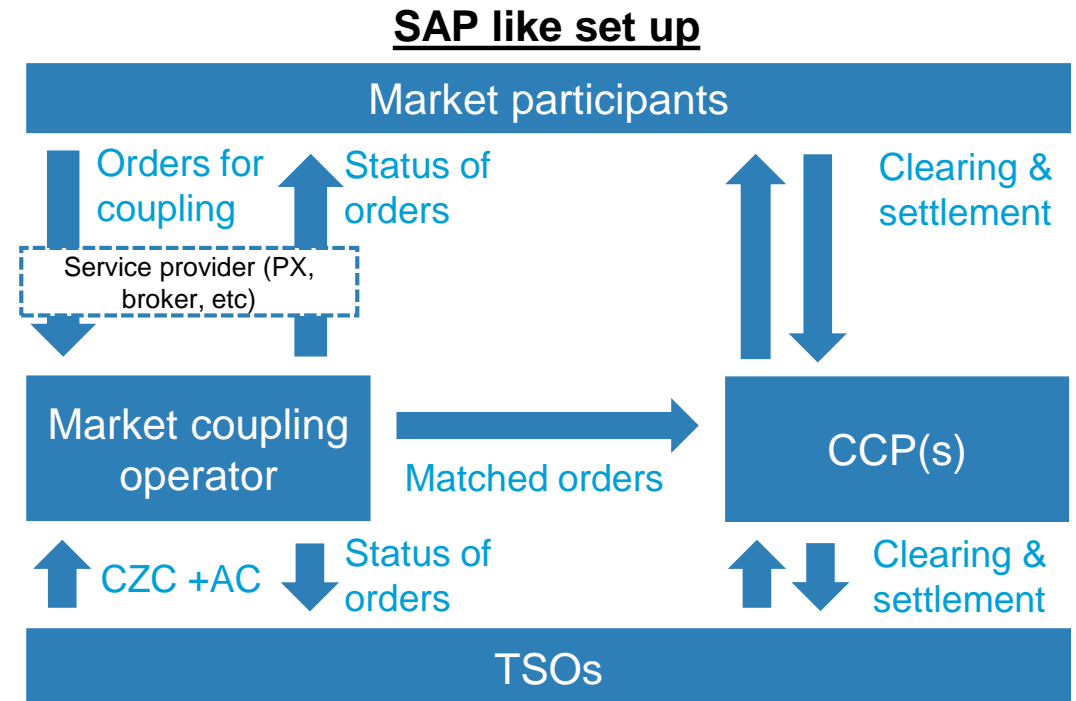 SAP like set up
Market participants
Orders for
coupling
Status of
orders
Clearing &
settlement
Service provider (PX,
broker, etc)
Market coupling
operator
Matched orders
CCP(s)
CZC +AC
Status of
orders
Clearing &
settlement
TSOs